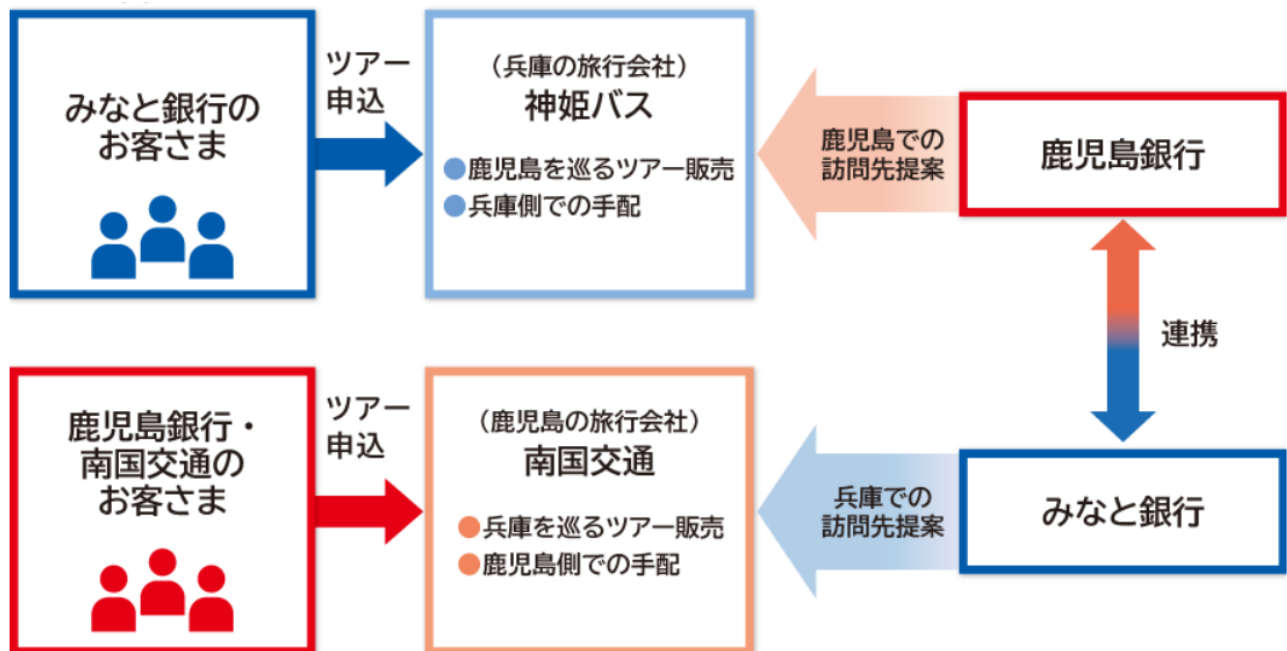 みなと銀行の
お客さま
ツアー
申込
（兵庫の旅行会社）
神姫バス
●鹿児島を巡るツアー販売
●兵庫側での手配
鹿児島での
訪問先提案
鹿児島銀行
連携
鹿児島銀行・
南国交通の
お客さま
ツアー
申込
（鹿児島の旅行会社）
南国交通
●兵庫を巡るツアー販売
●鹿児島側での手配
兵庫での
訪問先提案
みなと銀行